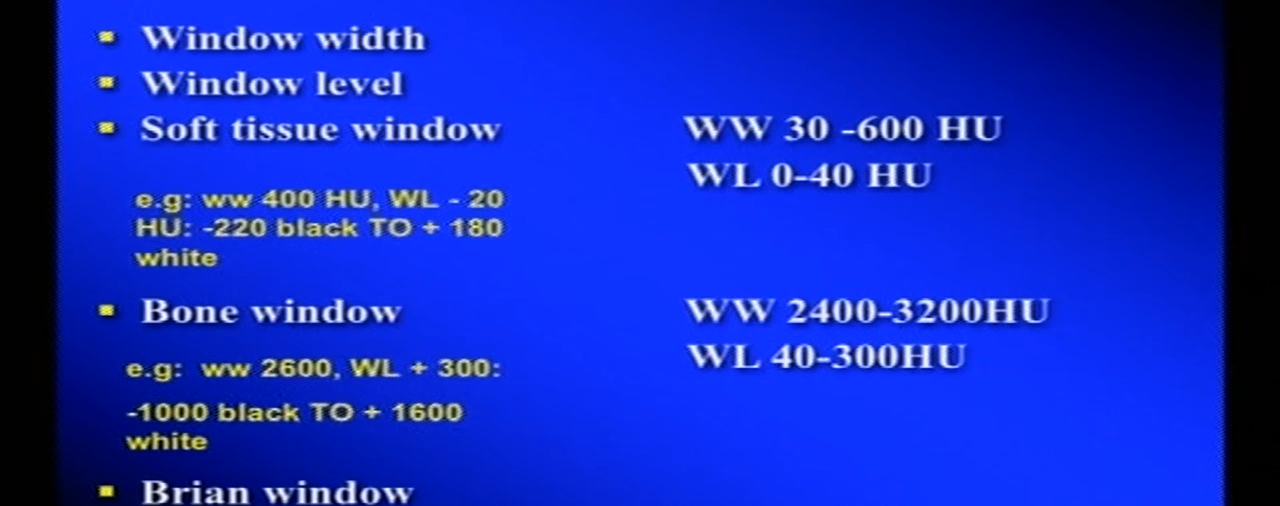 Window width
Window level
Soft tissue window
WW 30 -600 HU
WL 0-40 HU
e.g: ww 400 HU, WL - 20
HU: -220 black TO + 180
white
Bone window
WW 2400-3200HU
WL 40-300HU
e.g: ww 2600, WL + 300:
-1000 black TO + 1600
white
Brian window